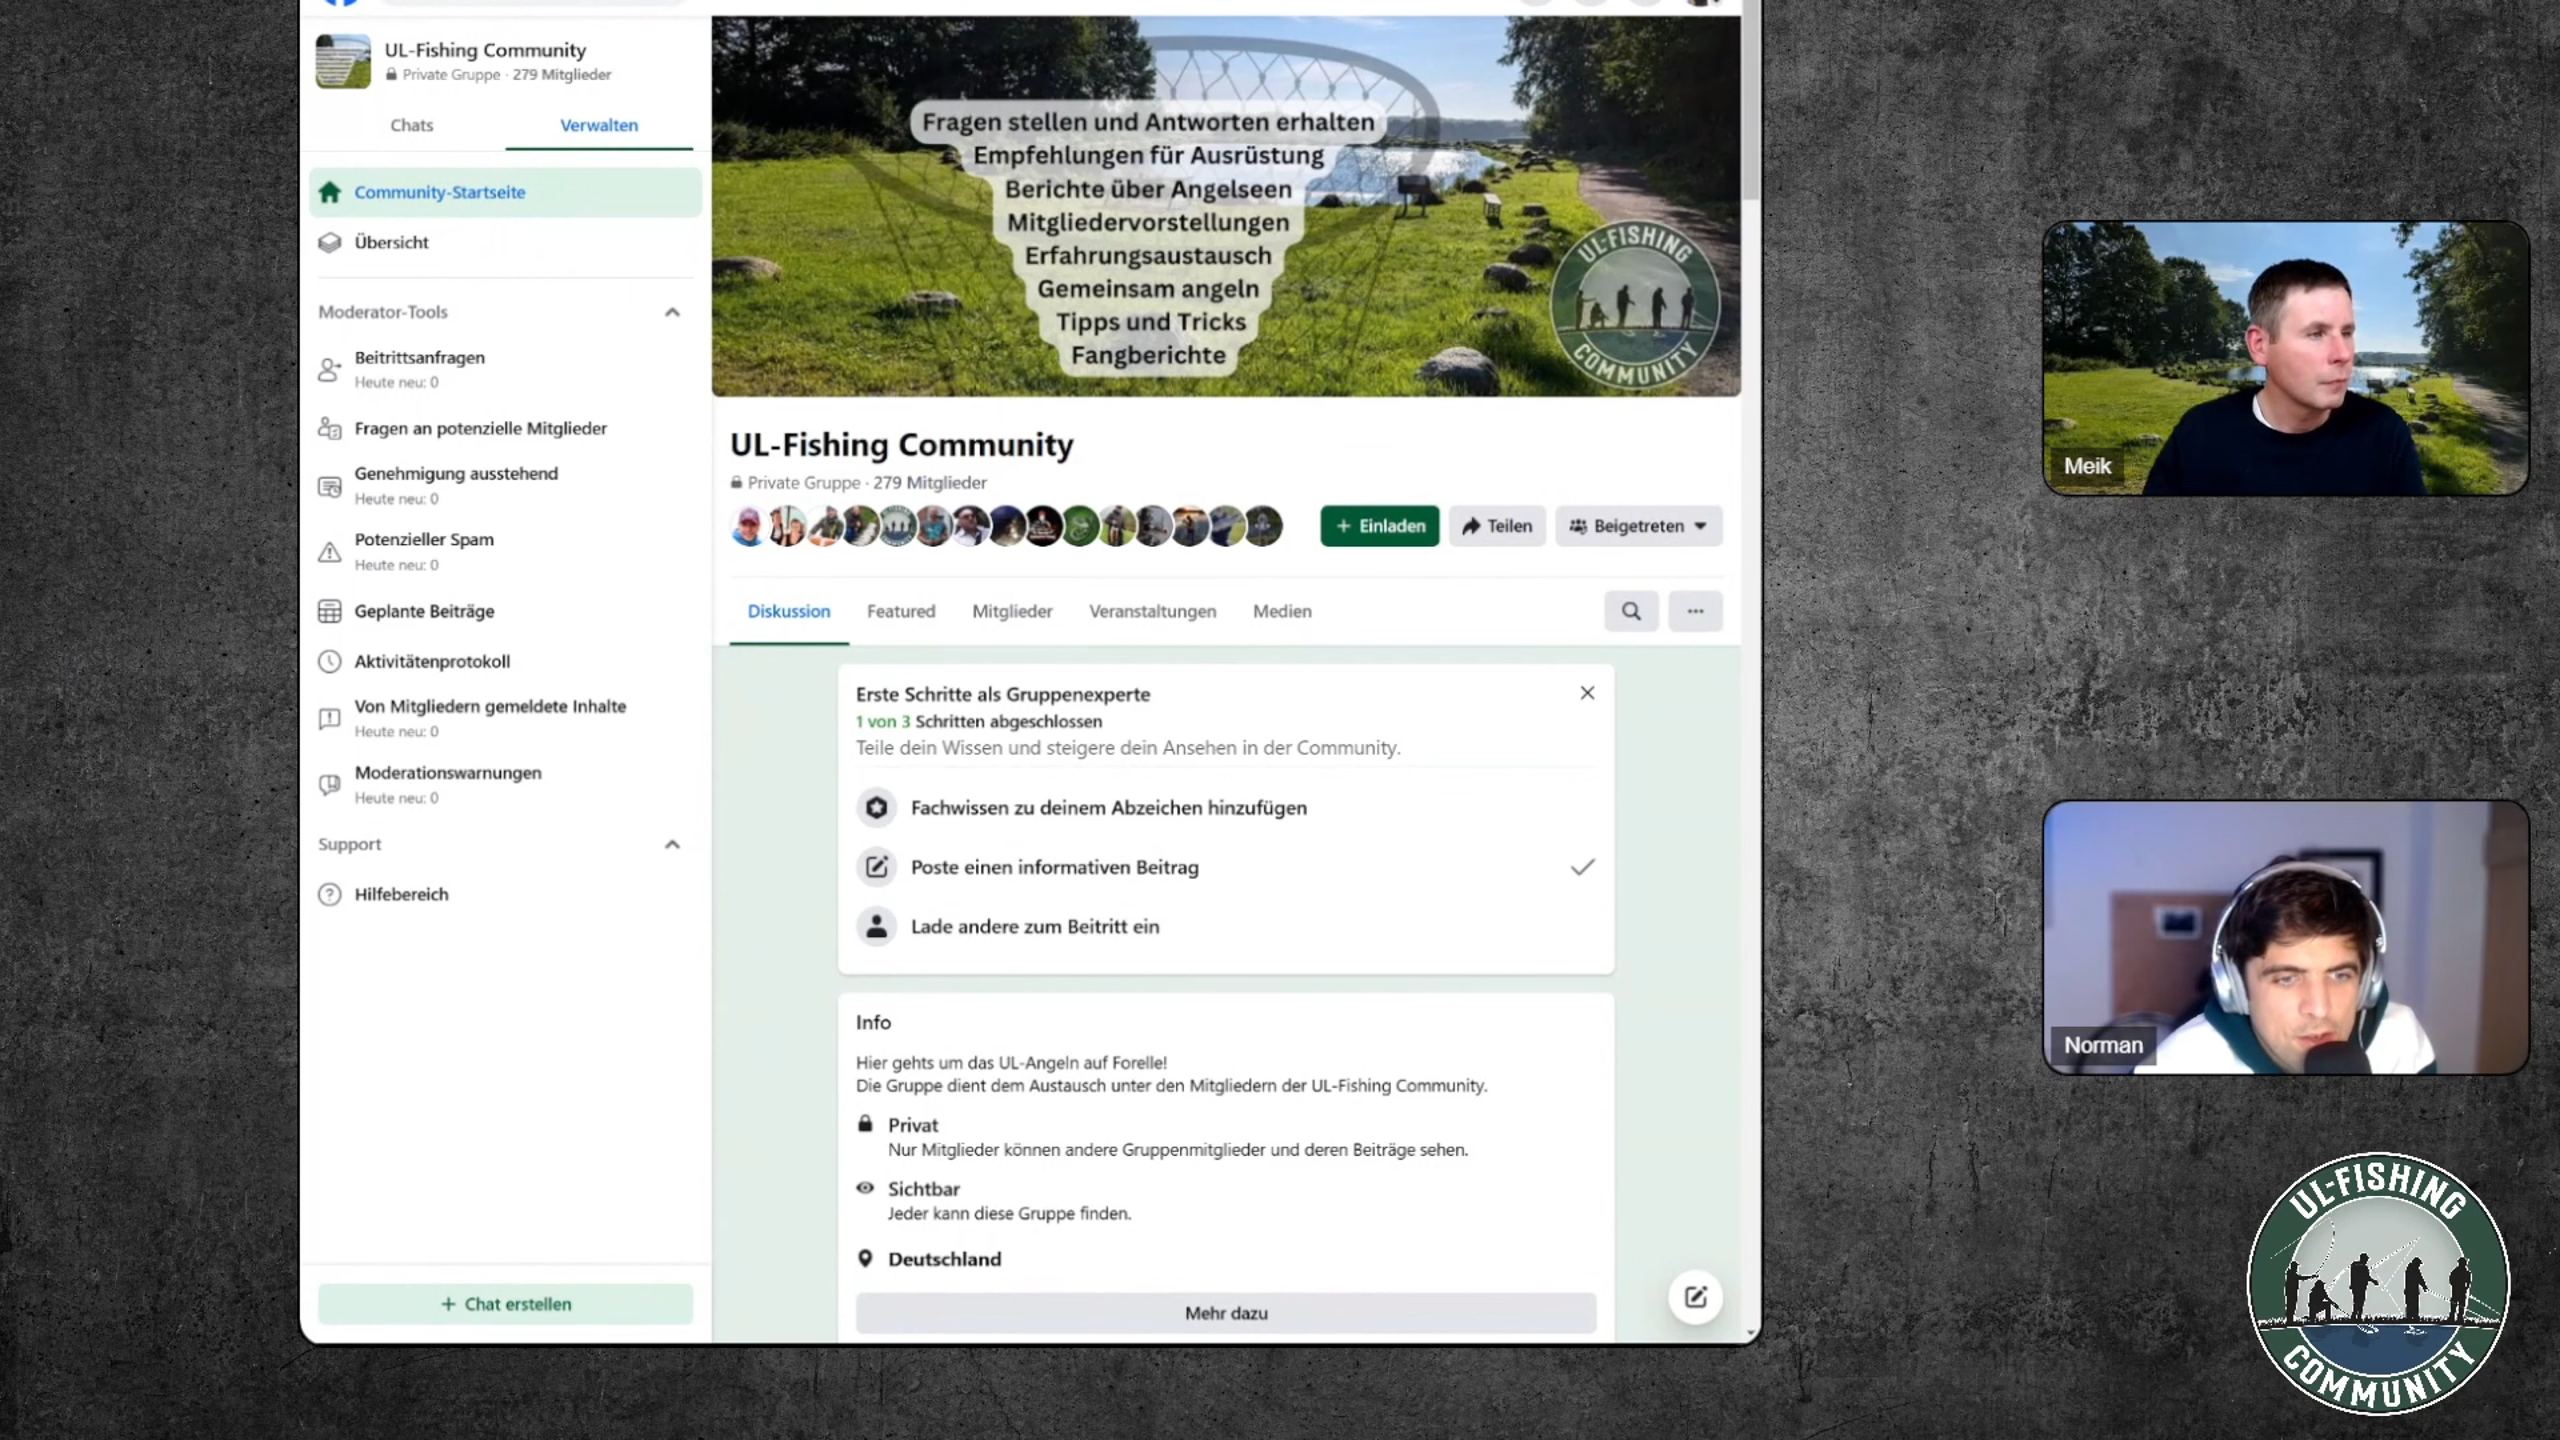 UL-Fishing Community
Private Gruppe · 279 Mitglieder
Chats
Verwalten
Community-Startseite
Übersicht
Moderator-Tools
Beitrittsanfragen
Heute neu: 0
Fragen an potenzielle Mitglieder
Genehmigung ausstehend
Heute neu: 0
Potenzieller Spam
Heute neu: 0
Geplante Beiträge
Aktivitätenprotokoll
Von Mitgliedern gemeldete Inhalte
Heute neu: 0
Moderationswarnungen
Heute neu: 0
Support
Hilfebereich
+ Chat erstellen
Fragen stellen und Antworten erhalten
Empfehlungen für Ausrüstung
Berichte über Angelseen
Mitgliedervorstellungen
Erfahrungsaustausch
Gemeinsam angeln
Tipps und Tricks
Fangberichte
UL-FISHING
COMMUNITY
UL-Fishing Community
Private Gruppe · 279 Mitglieder
+ Einladen
Teilen
Beigetreten
Diskussion
Featured
Mitglieder
Veranstaltungen
Medien
Erste Schritte als Gruppenexperte
1 von 3 Schritten abgeschlossen
Teile dein Wissen und steigere dein Ansehen in der Community.
Fachwissen zu deinem Abzeichen hinzufügen
Poste einen informativen Beitrag
Lade andere zum Beitritt ein
Info
Hier gehts um das UL-Angeln auf Forelle!
Die Gruppe dient dem Austausch unter den Mitgliedern der UL-Fishing Community.
Privat
Nur Mitglieder können andere Gruppenmitglieder und deren Beiträge sehen.
Sichtbar
Jeder kann diese Gruppe finden.
Deutschland
Mehr dazu
Meik
Norman
UL-FISHING
COMMUNITY